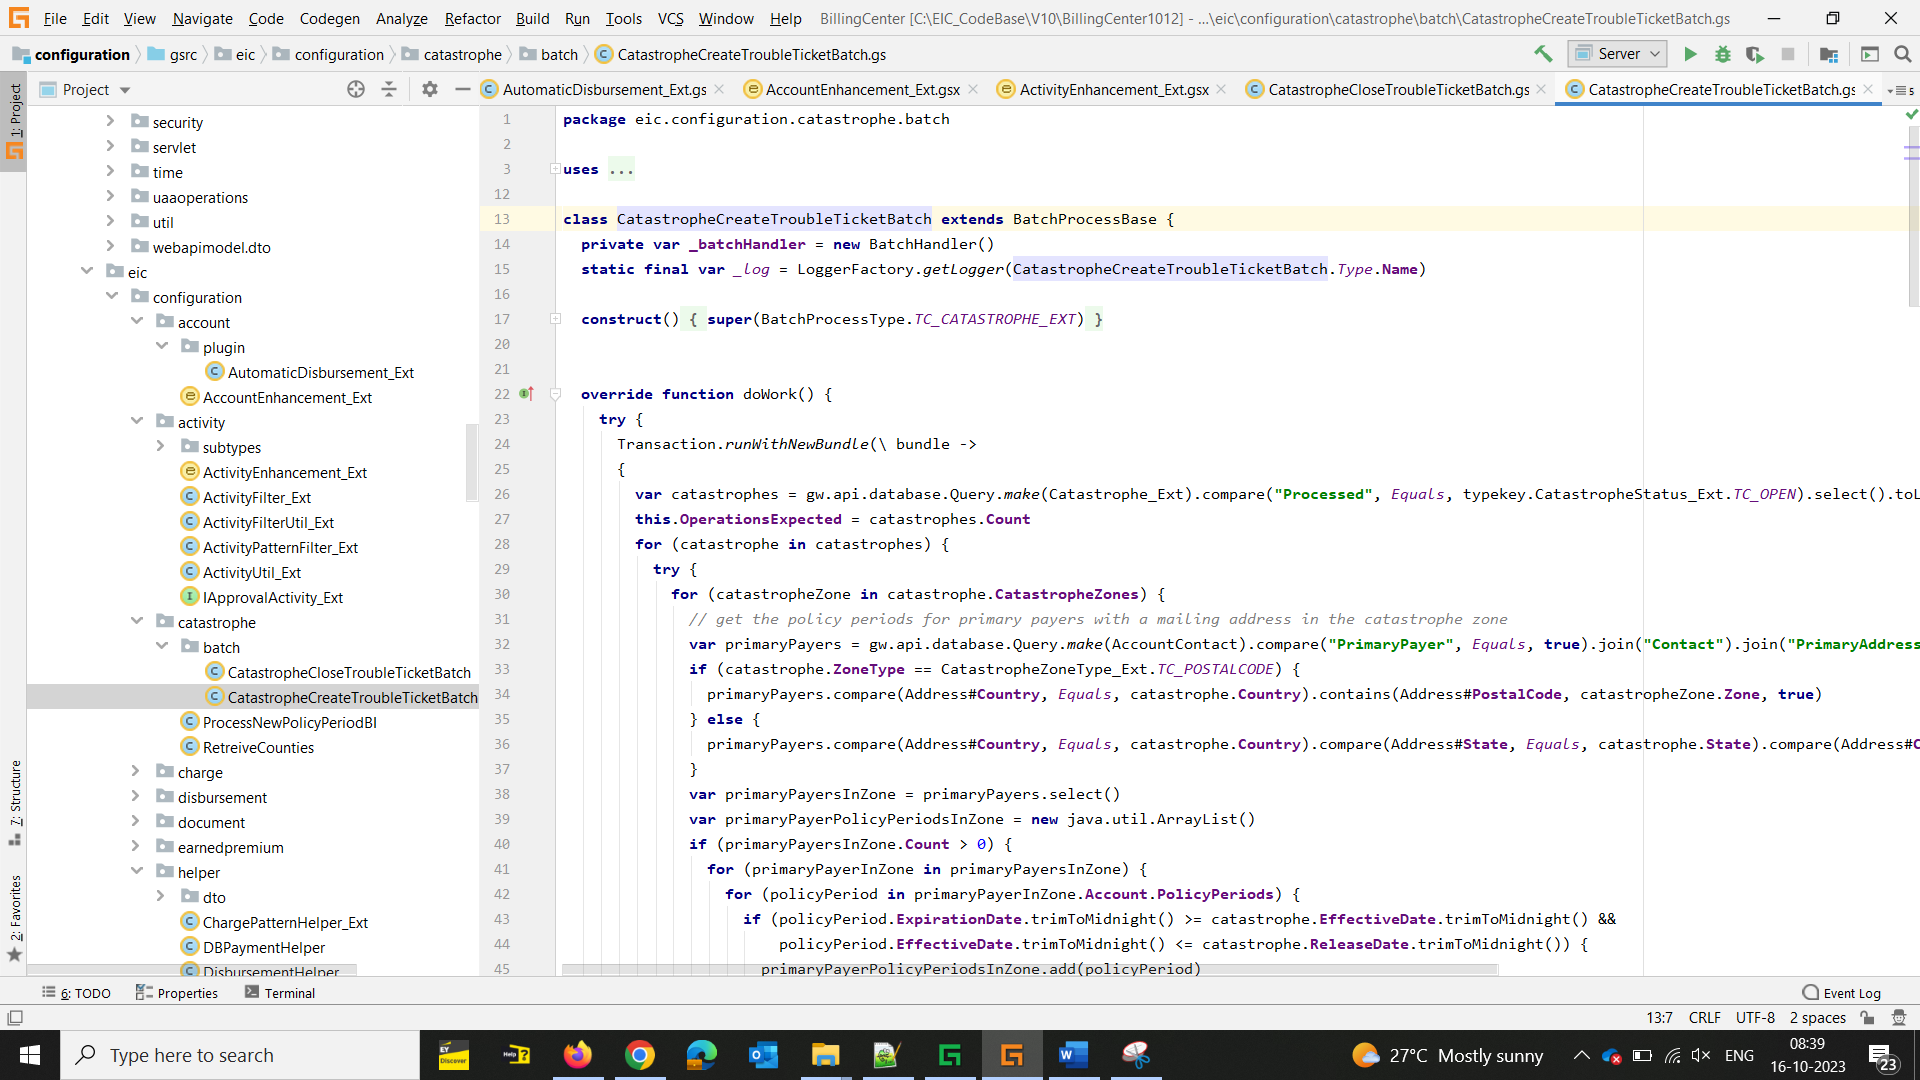 File Edit View Navigate Code Codegen Analyze Refactor Build Run Tools VCS Window Help BillingCenter [C:\EIC_CodeBase\V10\BillingCenter1012] - ...\eic\configuration\catastrophe\batch\CatastropheCreateTroubleTicketBatch.gs
configuration gsrc eic configuration catastrophe batch CatastropheCreateTroubleTicketBatch.gs Server
Project AutomaticDisbursement_Ext.gs AccountEnhancement_Ext.gsx ActivityEnhancement_Ext.gsx CatastropheCloseTroubleTicketBatch.gs CatastropheCreateTroubleTicketBatch.gs 5
1: Project
7: Structure
2: Favorites
security
servlet
time
uaaoperations
util
webapimodel.dto
eic
configuration
account
plugin
AutomaticDisbursement_Ext
AccountEnhancement_Ext
activity
subtypes
ActivityEnhancement_Ext
ActivityFilter_Ext
ActivityFilterUtil_Ext
ActivityPatternFilter_Ext
ActivityUtil_Ext
IApprovalActivity_Ext
catastrophe
batch
CatastropheCloseTroubleTicketBatch
CatastropheCreateTroubleTicketBatch
ProcessNewPolicyPeriodBI
RetreiveCounties
charge
disbursement
document
earnedpremium
helper
dto
ChargePatternHelper_Ext
DBPaymentHelper
DisbursementHelper
1 package eic.configuration.catastrophe.batch
2
3 uses ...
12
13 class CatastropheCreateTroubleTicketBatch extends BatchProcessBase {
14 private var _batchHandler = new BatchHandler()
15 static final var _log = LoggerFactory.getLogger(CatastropheCreateTroubleTicketBatch.Type.Name)
16
17 construct() { super(BatchProcessType.TC_CATASTROPHE_EXT) }
20
21
22 override function doWork() {
23 try {
24 Transaction.runWithNewBundle(\ bundle ->
25 {
26 var catastrophes = gw.api.database.Query.make(Catastrophe_Ext).compare("Processed", Equals, typekey.CatastropheStatus_Ext.TC_OPEN).select().toL
27 this.OperationsExpected = catastrophes.Count
28 for (catastrophe in catastrophes) {
29 try {
30 for (catastropheZone in catastrophe.CatastropheZones) {
31 // get the policy periods for primary payers with a mailing address in the catastrophe zone
32 var primaryPayers = gw.api.database.Query.make(AccountContact).compare("PrimaryPayer", Equals, true).join("Contact").join("PrimaryAddress
33 if (catastrophe.ZoneType == CatastropheZoneType_Ext.TC_POSTALCODE) {
34 primaryPayers.compare(Address#Country, Equals, catastrophe.Country).contains(Address#PostalCode, catastropheZone.Zone, true)
35 } else {
36 primaryPayers.compare(Address#Country, Equals, catastrophe.Country).compare(Address#State, Equals, catastrophe.State).compare(Address#C
37 }
38 var primaryPayersInZone = primaryPayers.select()
39 var primaryPayerPolicyPeriodsInZone = new java.util.ArrayList()
40 if (primaryPayersInZone.Count > 0) {
41 for (primaryPayerInZone in primaryPayersInZone) {
42 for (policyPeriod in primaryPayerInZone.Account.PolicyPeriods) {
43 if (policyPeriod.ExpirationDate.trimToMidnight() >= catastrophe.EffectiveDate.trimToMidnight() &&
44 policyPeriod.EffectiveDate.trimToMidnight() <= catastrophe.ReleaseDate.trimToMidnight()) {
45 primaryPayerPolicyPeriodsInZone.add(policyPeriod)
6: TODO Properties Terminal Event Log
13:7 CRLF UTF-8 2 spaces
Type here to search EY Discover Help ? 27°C Mostly sunny ENG 08:39
16-10-2023 23